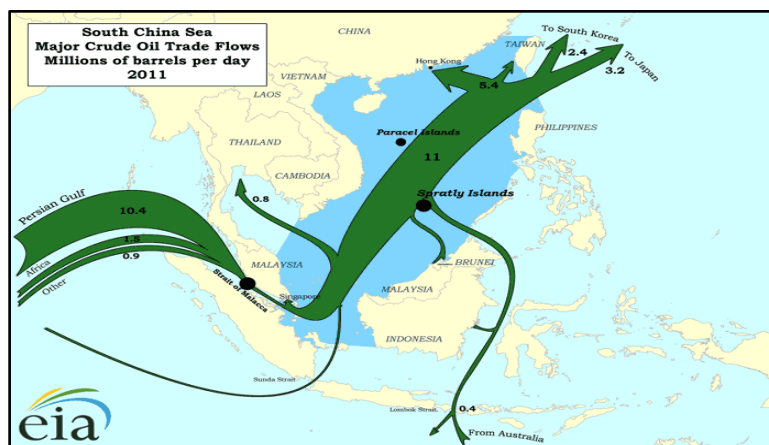 South China Sea
Major Crude Oil Trade Flows
Millions of barrels per day
2011
CHINA
To South Korea
2.4
To Japan
3.2
TAIWAN
Hong Kong
5.4
VIETNAM
LAOS
Paracel Islands
PHILIPPINES
THAILAND
11
CAMBODIA
Spratly Islands
0.8
Persian Gulf
10.4
Africa
1.5
Other
0.9
Strait of Malacca
MALAYSIA
Singapore
BRUNEI
MALAYSIA
INDONESIA
Sunda Strait
Lombok Strait
0.4
From Australia
eia